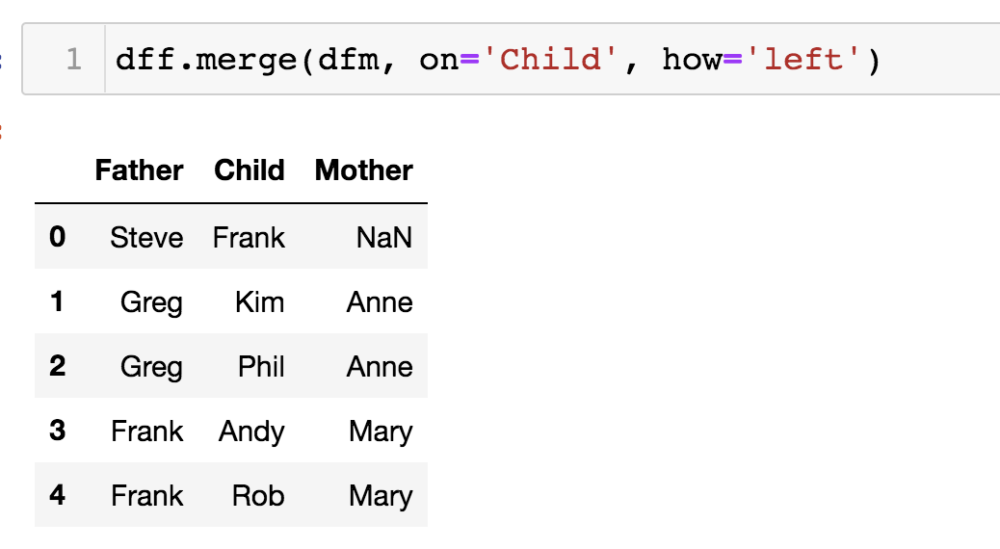 1 dff.merge(dfm, on='Child', how='left')
Father Child Mother
0 Steve Frank NaN
1 Greg Kim Anne
2 Greg Phil Anne
3 Frank Andy Mary
4 Frank Rob Mary